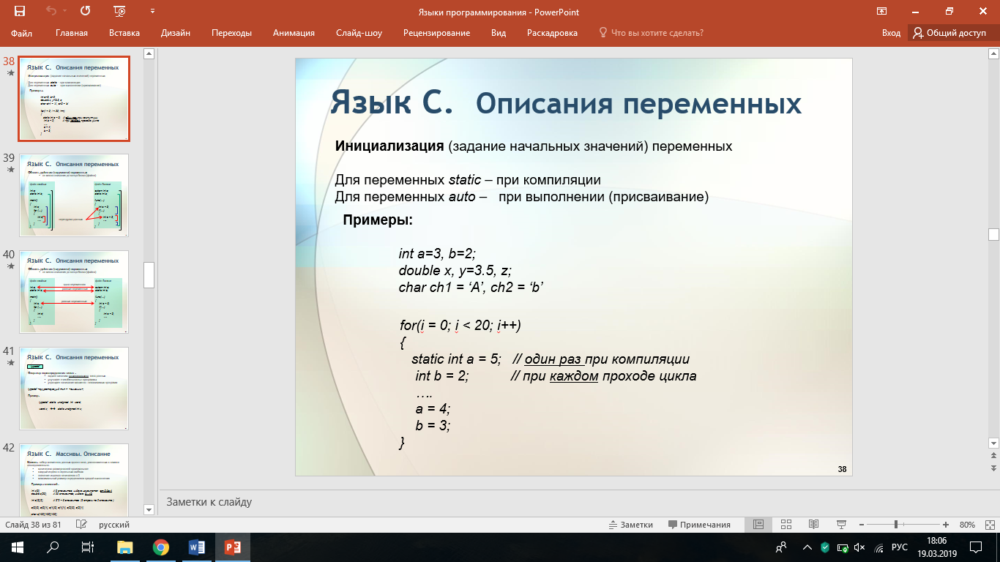 Языки программирования - PowerPoint
Файл Главная Вставка Дизайн Переходы Анимация Слайд-шоу Рецензирование Вид Раскадровка Что вы хотите сделать? Вход Общий доступ
38
Язык С. Описания переменных
39
Язык С. Описания переменных
40
Язык С. Описания переменных
41
Язык С. Описания переменных
42
Язык С. Массивы. Описание
Язык С. Описания переменных
Инициализация (задание начальных значений) переменных
Для переменных static – при компиляции
Для переменных auto – при выполнении (присваивание)
Примеры:
int a=3, b=2;
double x, y=3.5, z;
char ch1 = ‘A’, ch2 = ‘b’
for(i = 0; i < 20; i++)
{
static int a = 5; // один раз при компиляции
int b = 2; // при каждом проходе цикла
….
a = 4;
b = 3;
}
38
Заметки к слайду
Слайд 38 из 81 русский Заметки Примечания 80%
РУС 18:06
19.03.2019